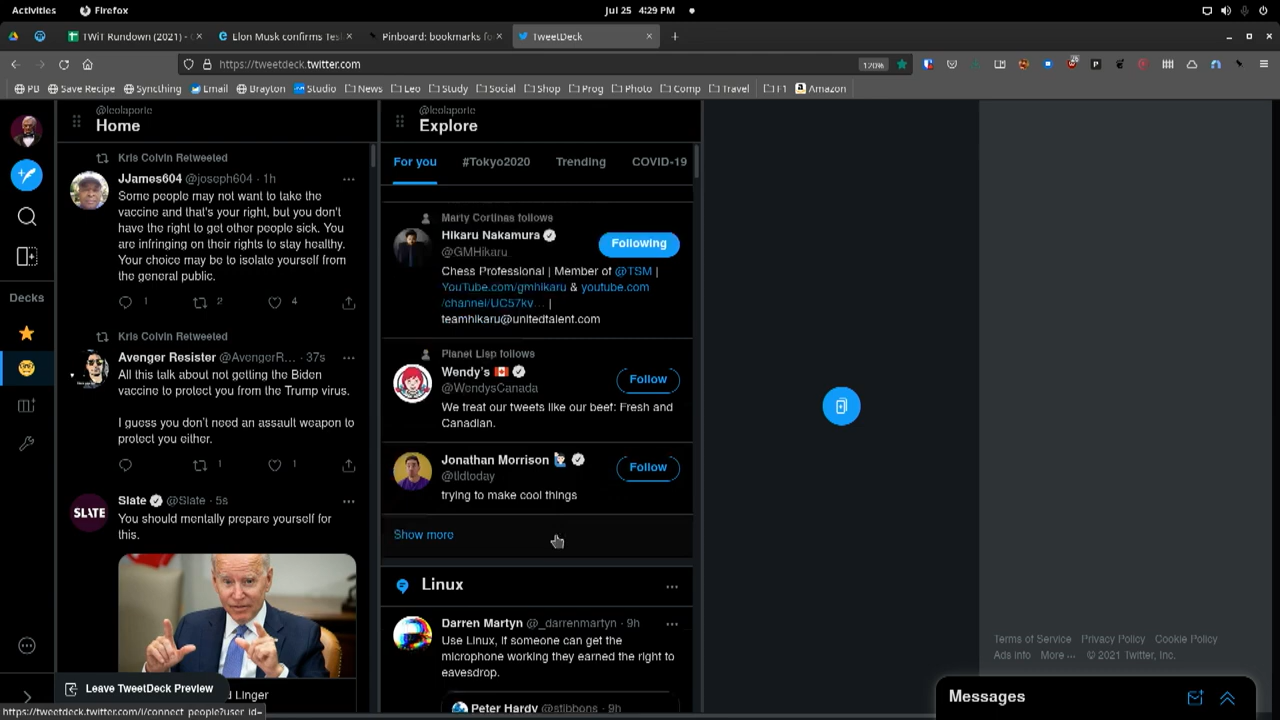 Activities
Firefox
Jul 25 4:29 PM
TWiT Rundown (2021) -
Elon Musk confirms Tesl
Pinboard: bookmarks fo
TweetDeck
https://tweetdeck.twitter.com
120%
PB
Save Recipe
Syncthing
Email
Brayton
Studio
News
Leo
Study
Social
Shop
Prog
Photo
Comp
Travel
F1
Amazon
@leolaporte
Home
Kris Colvin Retweeted
JJames604 @joseph604 · 1h
Some people may not want to take the
vaccine and that's your right, but you don't
have the right to get other people sick. You
are infringing on their rights to stay healthy.
Your choice may be to isolate yourself from
the general public.
1 2 4
Kris Colvin Retweeted
Avenger Resister @AvengerR... · 37s
All this talk about not getting the Biden
vaccine to protect you from the Trump virus.
I guess you don't need an assault weapon to
protect you either.
1 1
Slate @Slate · 5s
SLATE
You should mentally prepare yourself for
this.
d Linger
Decks
Leave TweetDeck Preview
https://tweetdeck.twitter.com/i/connect_people?user_id=
@leolaporte
Explore
For you
#Tokyo2020
Trending
COVID-19
Marty Cortinas follows
Hikaru Nakamura
@GMHikaru
Following
Chess Professional | Member of @TSM |
YouTube.com/gmhikaru & youtube.com
/channel/UC57kv... |
teamhikaru@unitedtalent.com
Planet Lisp follows
Wendy's
@WendysCanada
Follow
We treat our tweets like our beef: Fresh and
Canadian.
Jonathan Morrison
@tldtoday
Follow
trying to make cool things
Show more
Linux
Darren Martyn @_darrenmartyn · 9h
Use Linux, if someone can get the
microphone working they earned the right to
eavesdrop.
Peter Hardy @stibbons · 9h
Terms of Service Privacy Policy Cookie Policy
Ads info More ··· © 2021 Twitter, Inc.
Messages